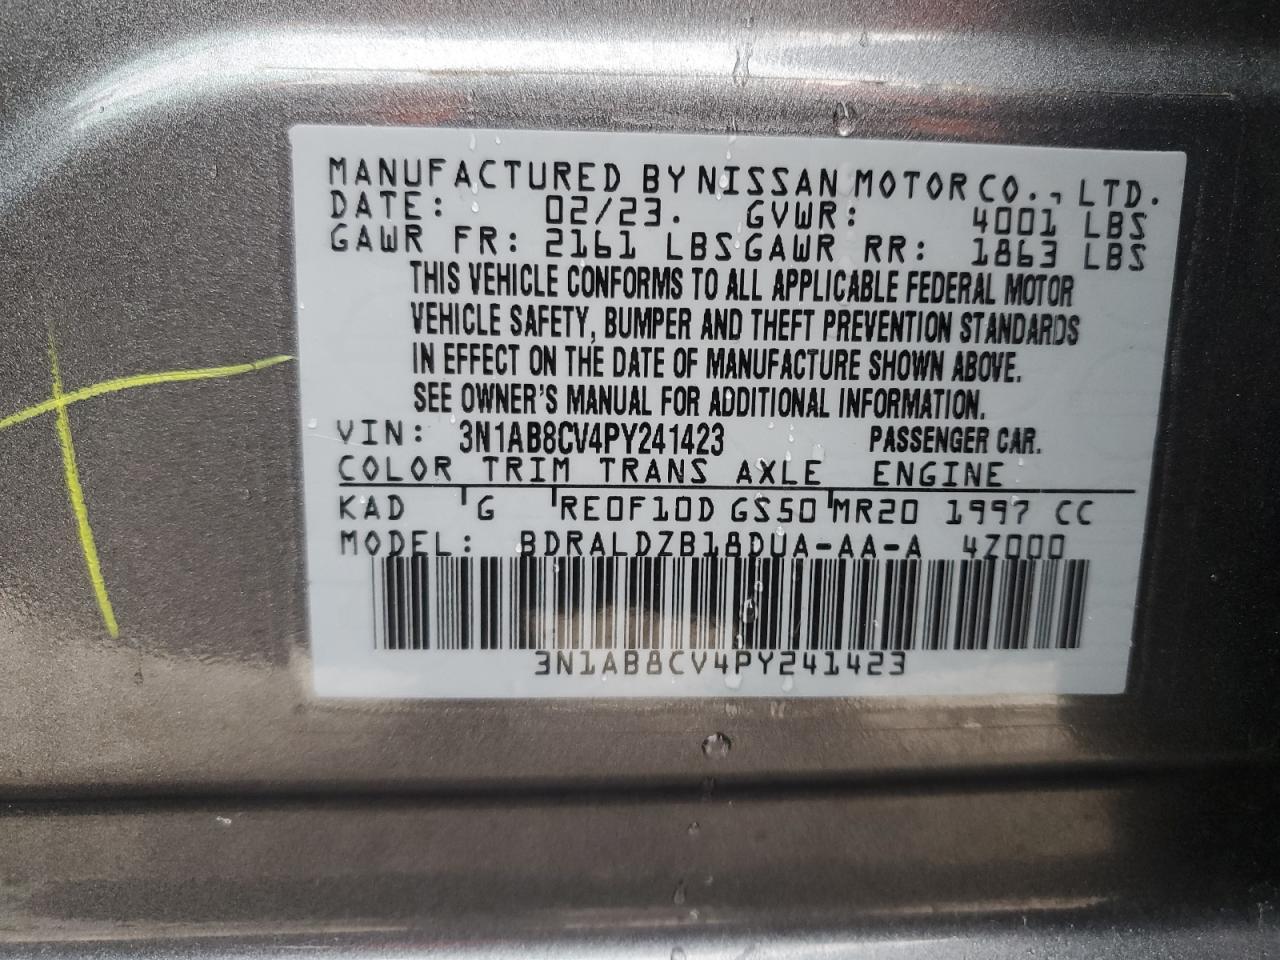 MANUFACTURED BY NISSAN MOTOR CO., LTD.
DATE: 02/23. GVWR: 4001 LBS
GAWR FR: 2161 LBS GAWR RR: 1863 LBS
THIS VEHICLE CONFORMS TO ALL APPLICABLE FEDERAL MOTOR
VEHICLE SAFETY, BUMPER AND THEFT PREVENTION STANDARDS
IN EFFECT ON THE DATE OF MANUFACTURE SHOWN ABOVE.
SEE OWNER'S MANUAL FOR ADDITIONAL INFORMATION.
VIN: 3N1AB8CV4PY241423 PASSENGER CAR.
COLOR TRIM TRANS AXLE ENGINE
KAD G RE0F10D GS50 MR20 1997 CC
MODEL: BDRALDZB18DUA-AA-A 4Z000
3N1AB8CV4PY241423